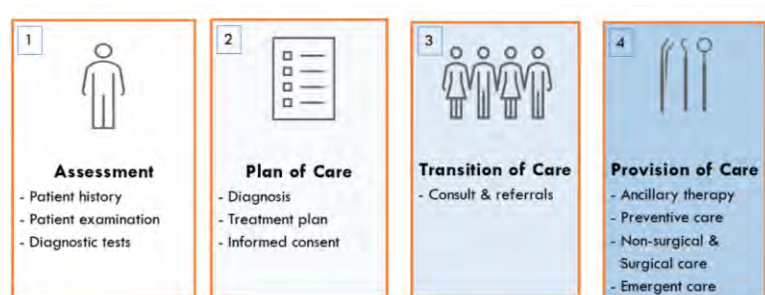 1
Assessment
- Patient history
- Patient examination
- Diagnostic tests
2
Plan of Care
- Diagnosis
- Treatment plan
- Informed consent
3
Transition of Care
- Consult & referrals
4
Provision of Care
- Ancillary therapy
- Preventive care
- Non-surgical &
Surgical care
- Emergent care